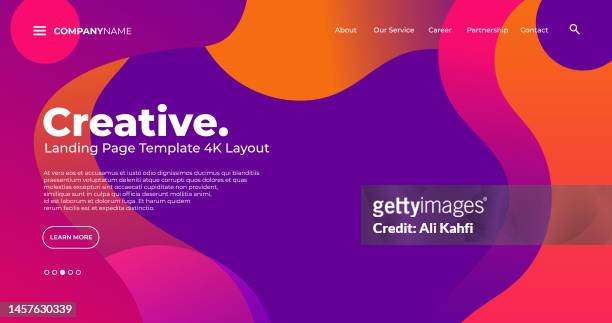 COMPANYNAME
About Our Service Career Partnership Contact
Creative.
Landing Page Template 4K Layout
At vero eos et accusamus et iusto odio dignissimos ducimus qui blanditiis
praesentium voluptatum deleniti atque corrupti quos dolores et quas
molestias excepturi sint occaecati cupiditate non provident,
similique sunt in culpa qui officia deserunt mollitia animi,
id est laborum et dolorum fuga. Et harum quidem
rerum facilis est et expedita distinctio.
LEARN MORE
gettyimages
Credit: Ali Kahfi
1457630339